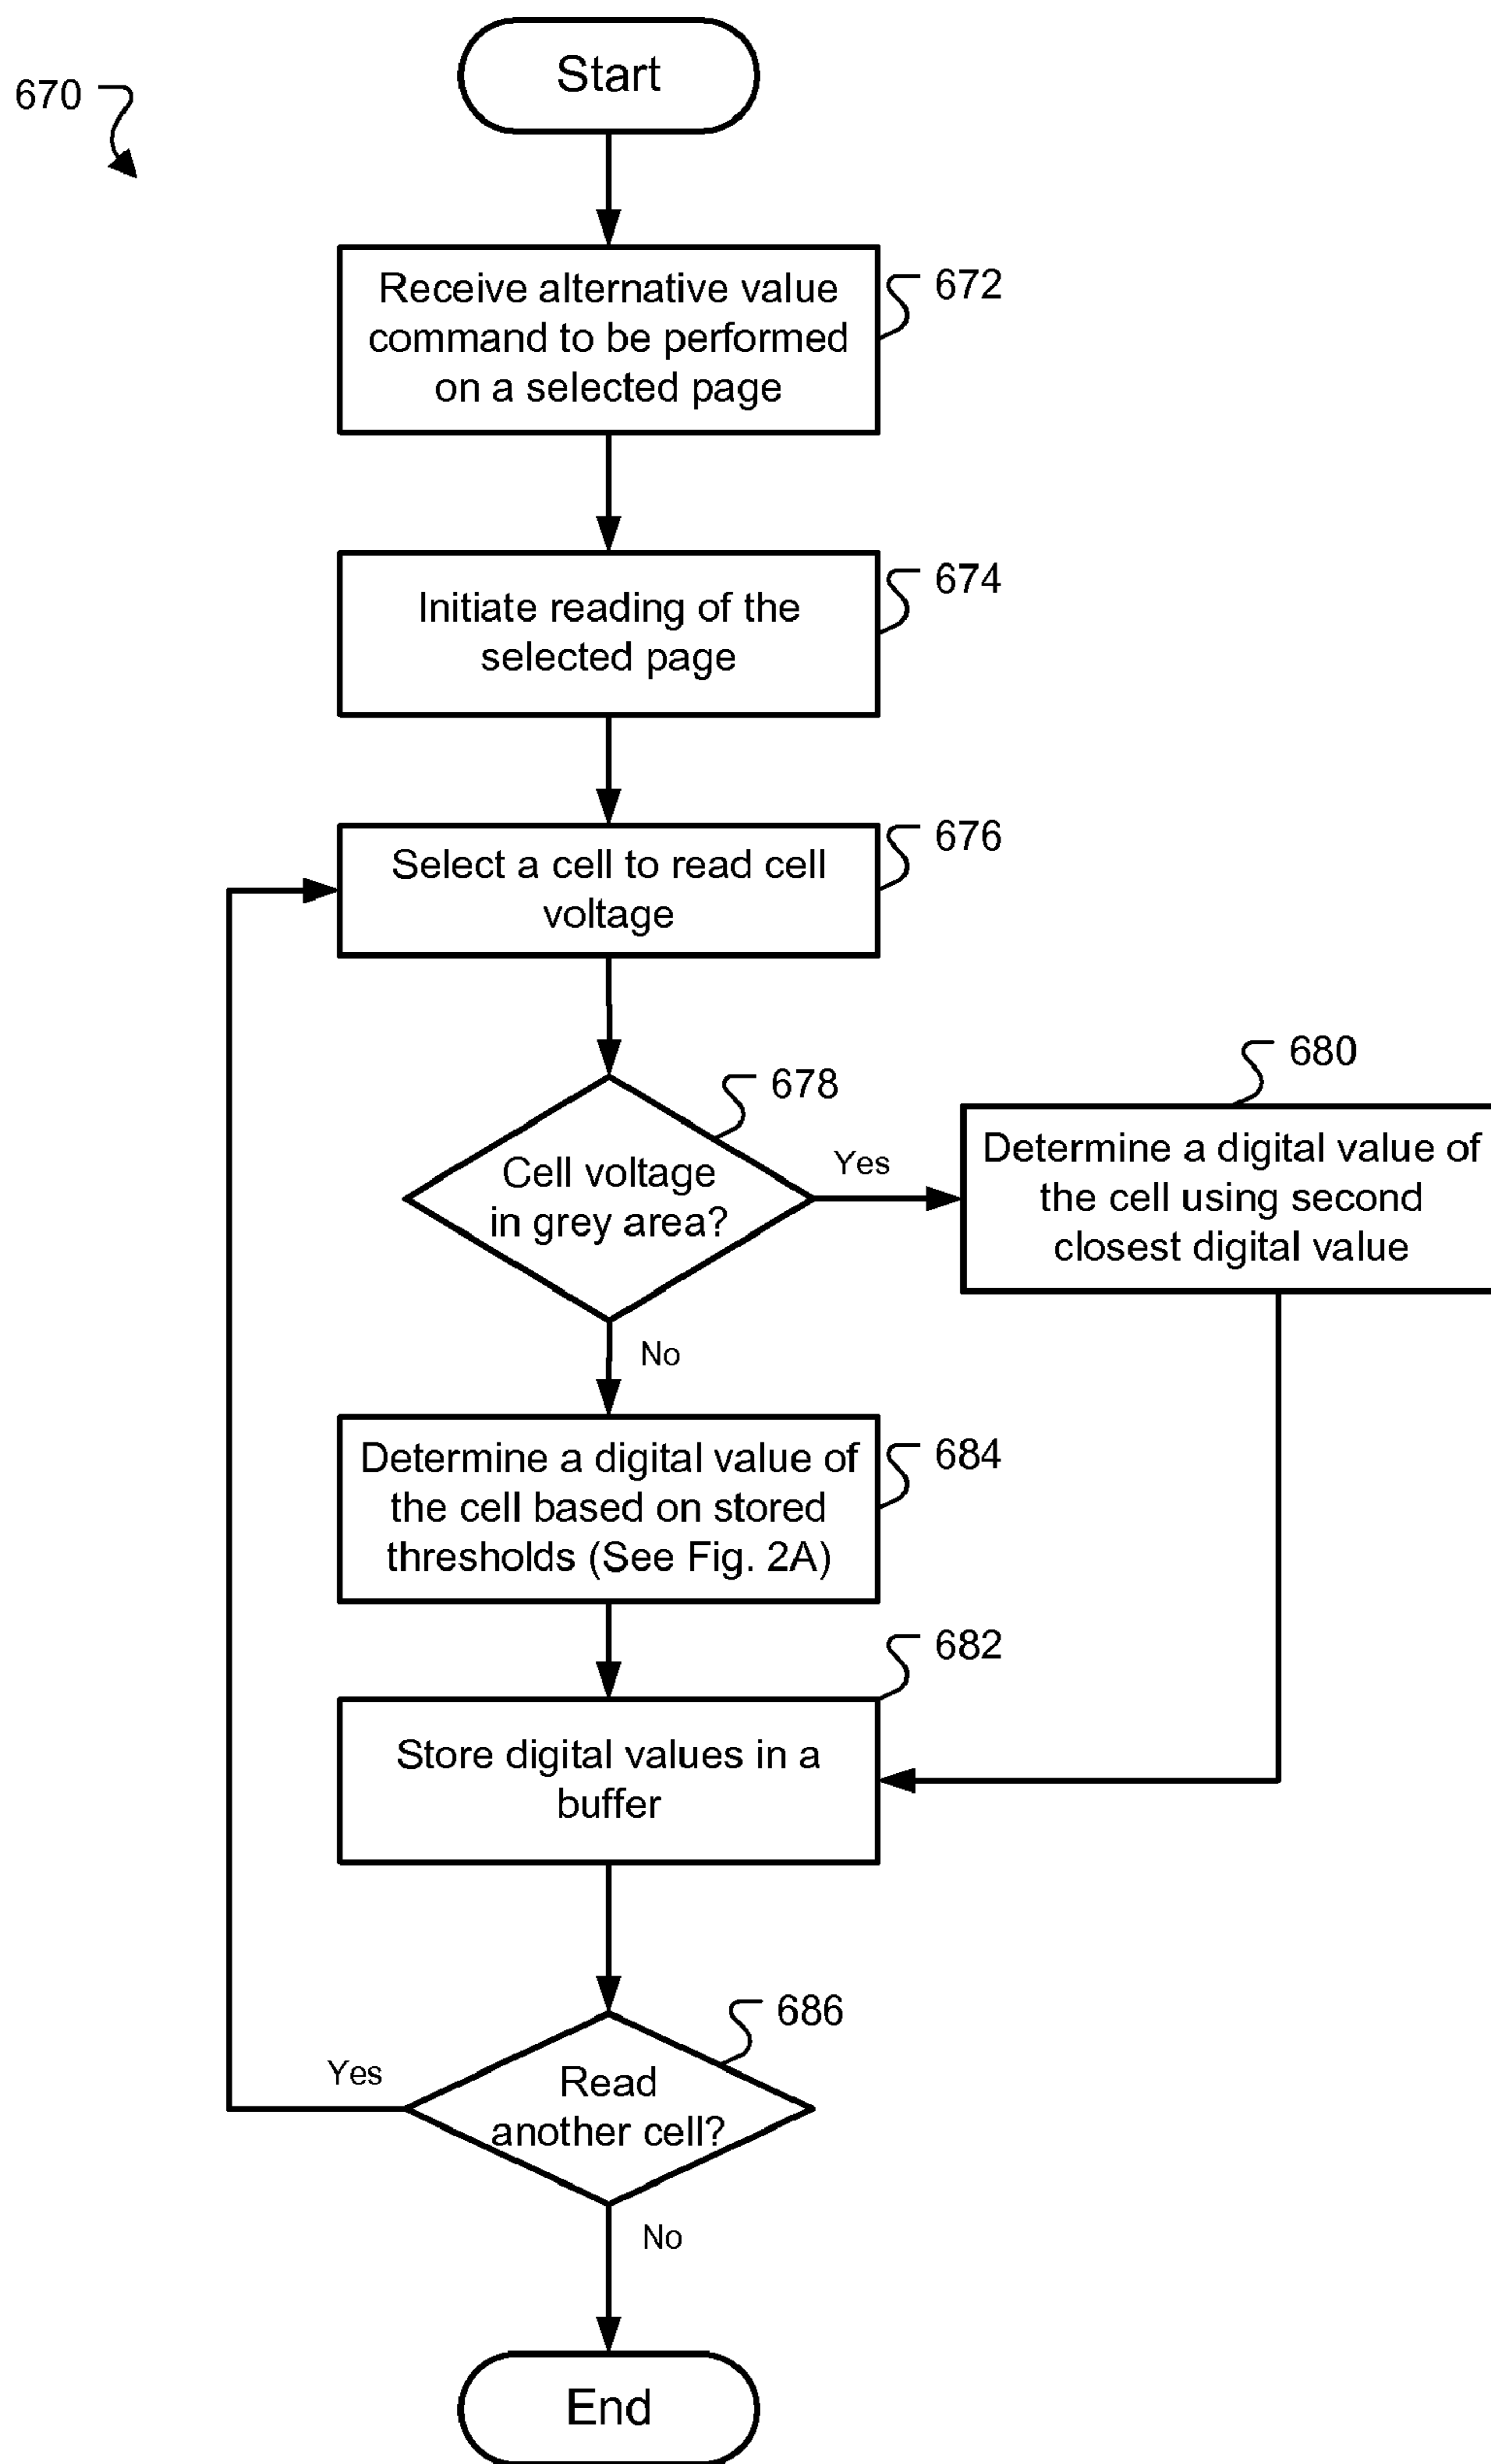 Start
670
Receive alternative value
command to be performed
on a selected page
672
Initiate reading of the
selected page
674
Select a cell to read cell
voltage
676
Cell voltage
in grey area?
678
Yes
680
Determine a digital value of
the cell using second
closest digital value
No
Determine a digital value of
the cell based on stored
thresholds (See Fig. 2A)
684
682
Store digital values in a
buffer
686
Read
another cell?
Yes
No
End